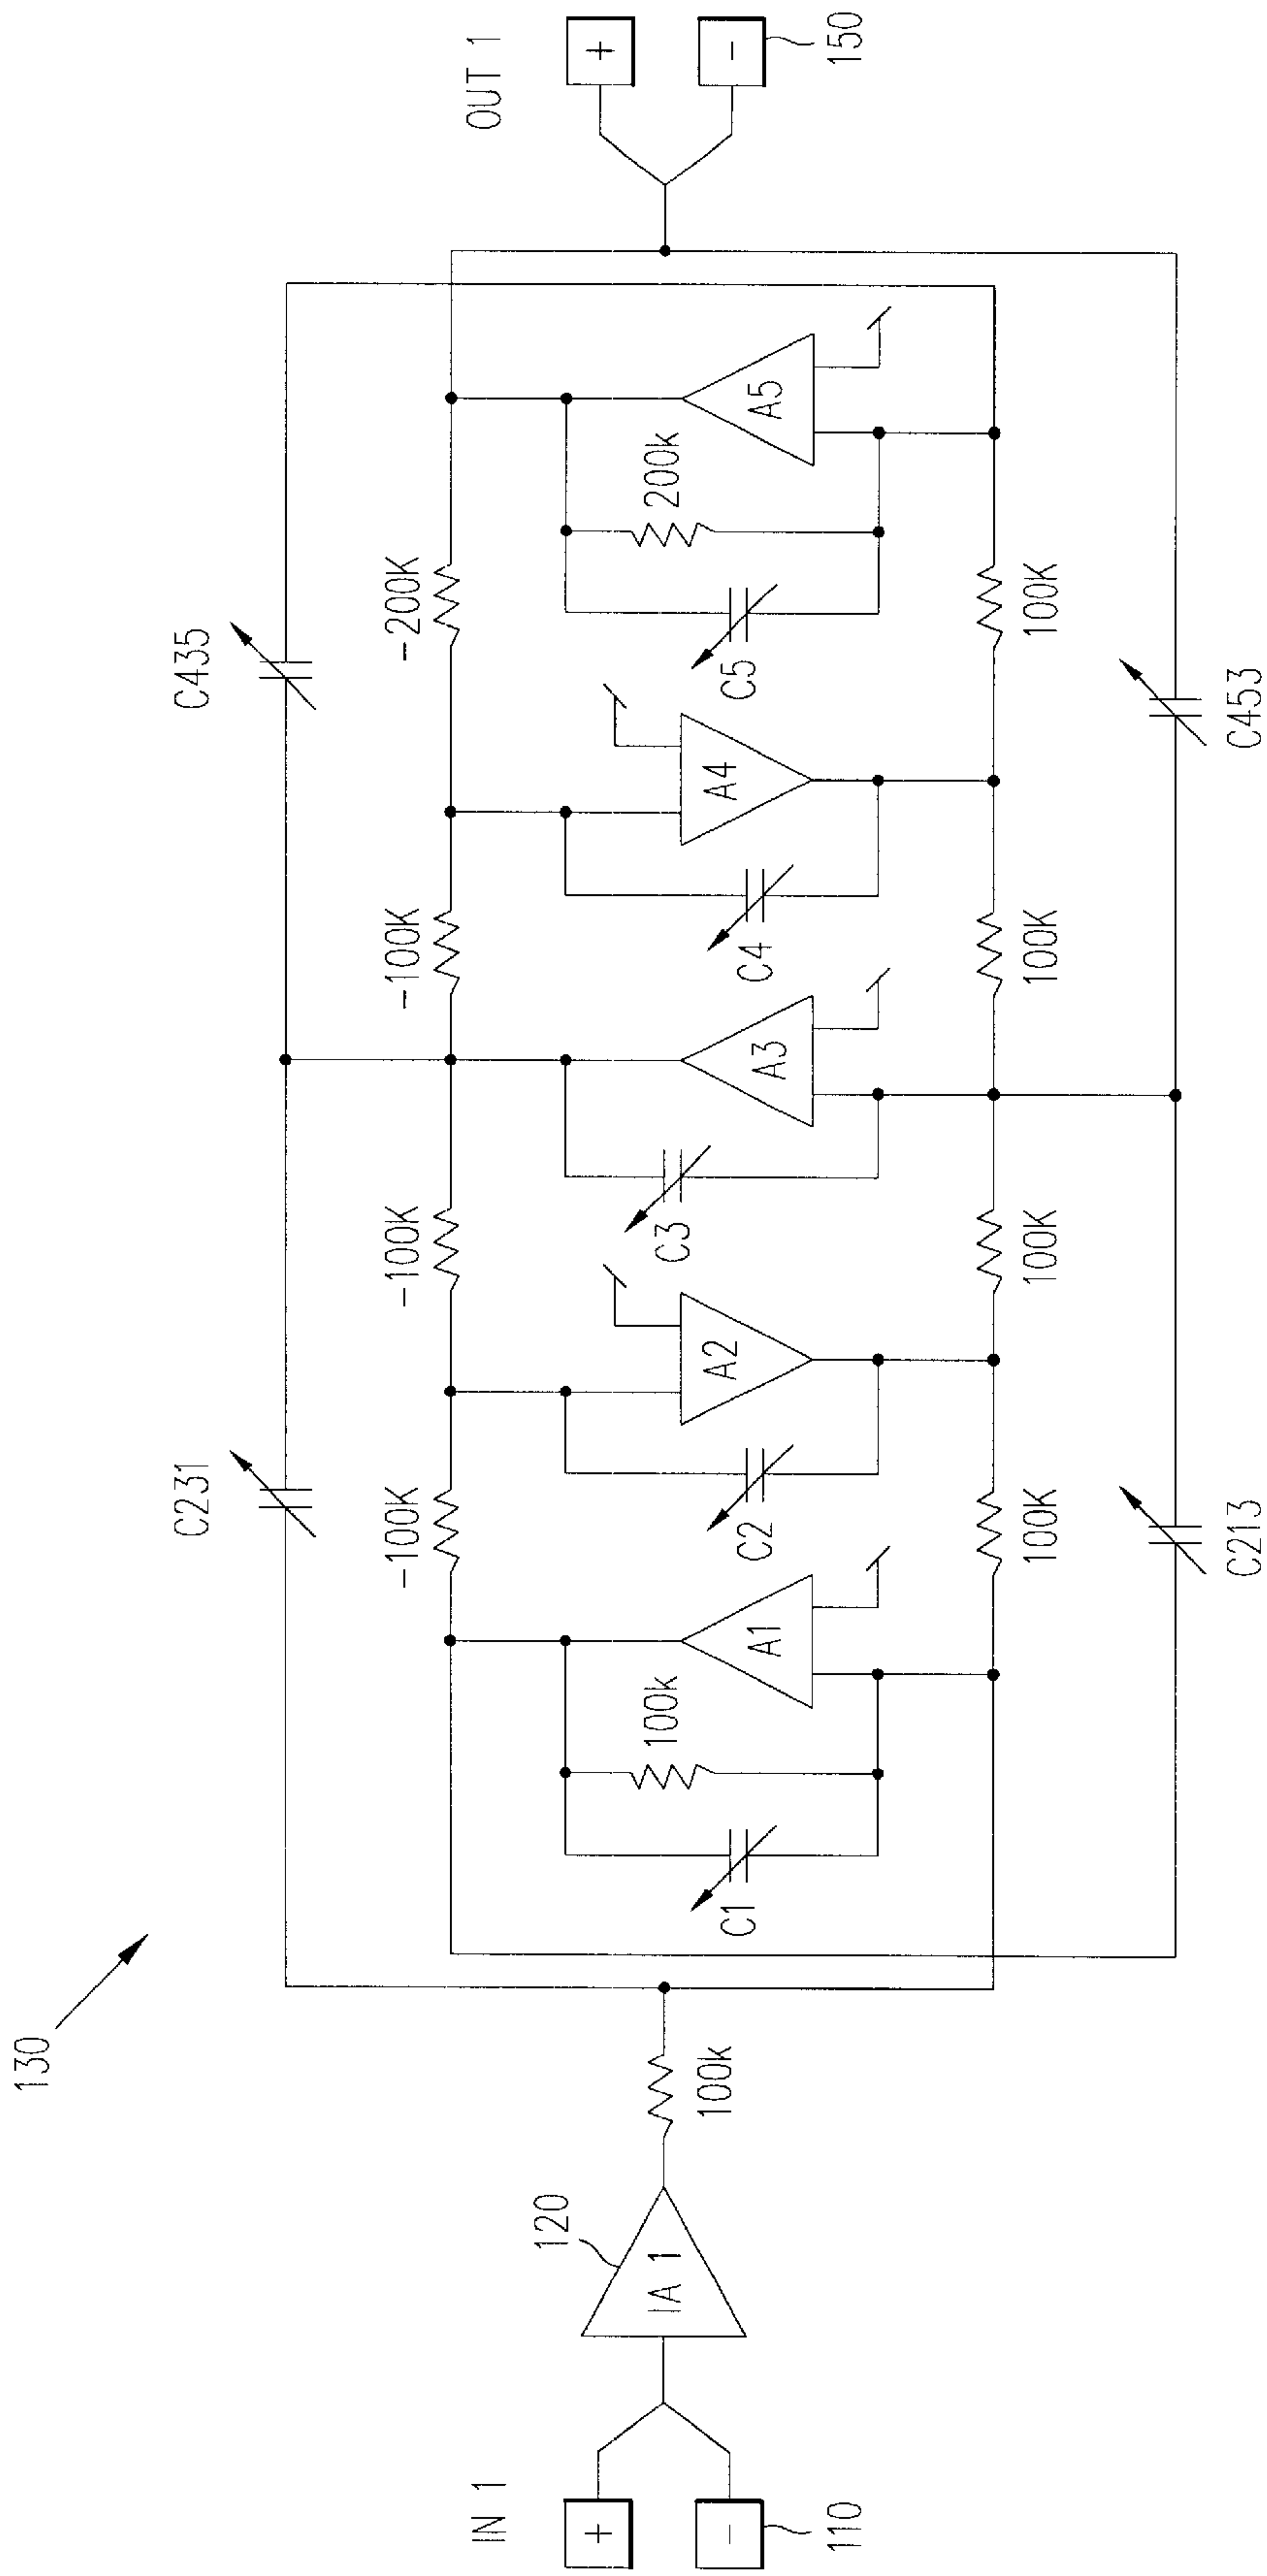 130
IN 1
+
-
110
IA 1
120
100k
C231
C435
-100K
-100K
-100K
-200K
C1
100k
A1
C2
A2
C3
A3
C4
A4
C5
200k
A5
100K
100K
100K
100K
C213
C453
OUT 1
+
-
150